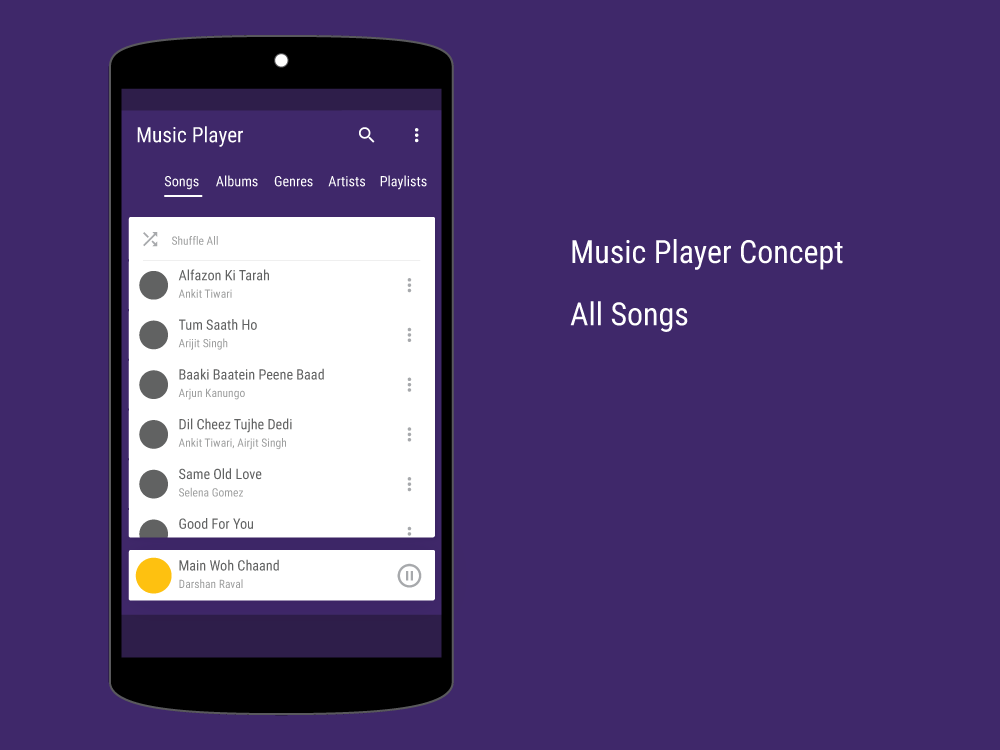 Music Player
Songs Albums Genres Artists Playlists
Shuffle All
Alfazon Ki Tarah
Ankit Tiwari
Tum Saath Ho
Arijit Singh
Baaki Baatein Peene Baad
Arjun Kanungo
Dil Cheez Tujhe Dedi
Ankit Tiwari, Airjit Singh
Same Old Love
Selena Gomez
Good For You
Main Woh Chaand
Darshan Raval
Music Player Concept
All Songs